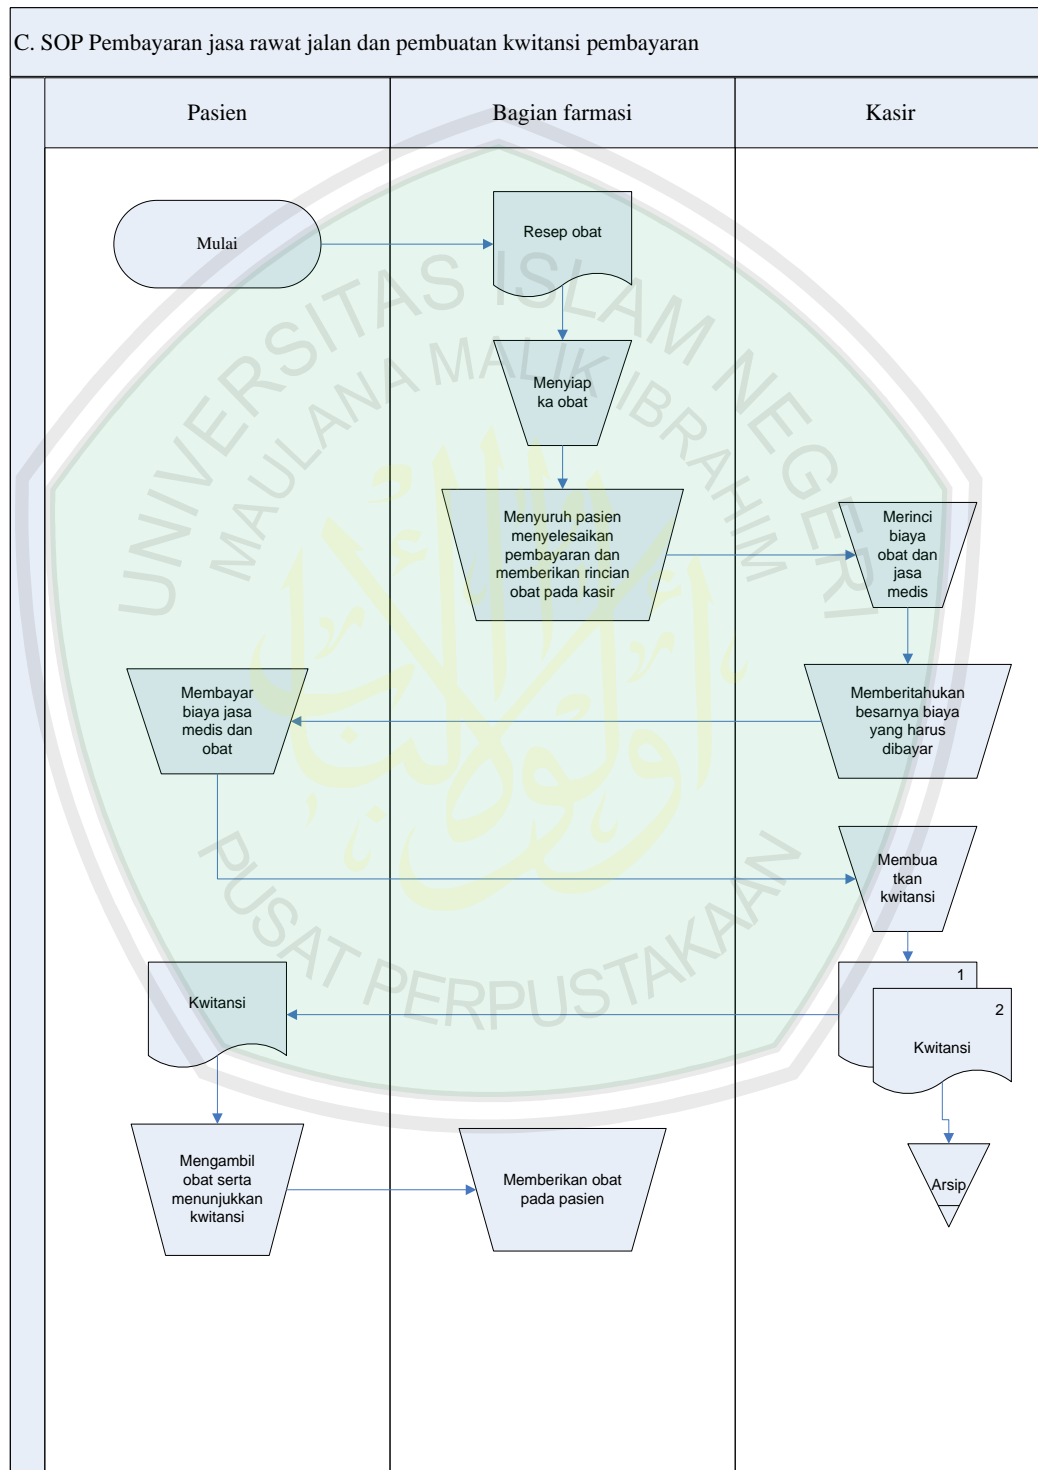 C. SOP Pembayaran jasa rawat jalan dan pembuatan kwitansi pembayaran
Pasien
Bagian farmasi
Kasir
Mulai
Resep obat
Menyiap
ka obat
Menyuruh pasien
menyelesaikan
pembayaran dan
memberikan rincian
obat pada kasir
Merinci
biaya
obat dan
jasa
medis
Memberitahukan
besarnya biaya
yang harus
dibayar
Membayar
biaya jasa
medis dan
obat
Membua
tkan
kwitansi
1
2
Kwitansi
Kwitansi
Arsip
Mengambil
obat serta
menunjukkan
kwitansi
Memberikan obat
pada pasien
UNIVERSITAS ISLAM NEGERI
MAULANA MALIK IBRAHIM
PUSAT PERPUSTAKAAN